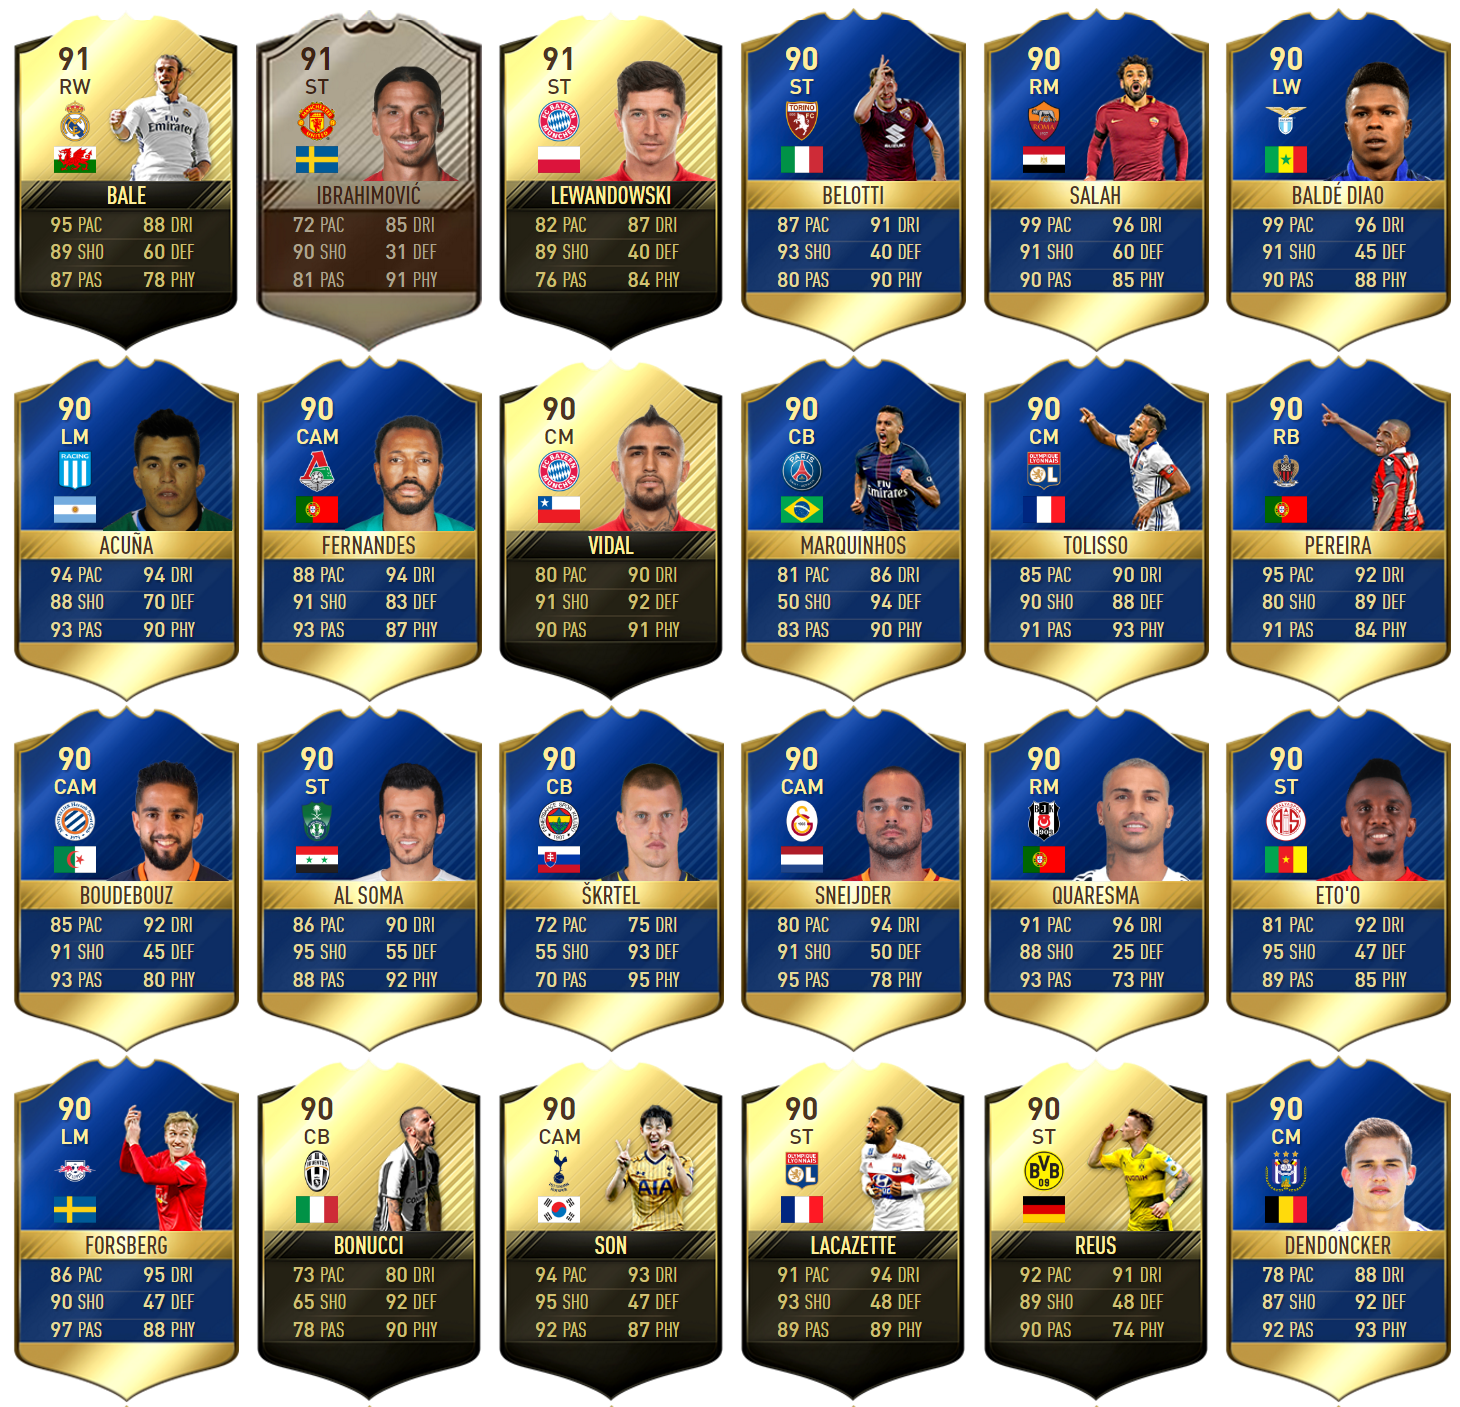 91
RW
BALE
95 PAC 88 DRI
89 SHO 60 DEF
87 PAS 78 PHY
91
ST
IBRAHIMOVIĆ
72 PAC 85 DRI
90 SHO 31 DEF
81 PAS 91 PHY
91
ST
LEWANDOWSKI
82 PAC 87 DRI
89 SHO 40 DEF
76 PAS 84 PHY
90
ST
BELOTTI
87 PAC 91 DRI
93 SHO 40 DEF
80 PAS 90 PHY
90
RM
SALAH
99 PAC 96 DRI
91 SHO 60 DEF
90 PAS 85 PHY
90
LW
BALDÉ DIAO
99 PAC 96 DRI
91 SHO 45 DEF
90 PAS 88 PHY
90
LM
ACUÑA
94 PAC 94 DRI
88 SHO 70 DEF
93 PAS 90 PHY
90
CAM
FERNANDES
88 PAC 94 DRI
91 SHO 83 DEF
93 PAS 87 PHY
90
CM
VIDAL
80 PAC 90 DRI
91 SHO 92 DEF
90 PAS 91 PHY
90
CB
MARQUINHOS
81 PAC 86 DRI
50 SHO 94 DEF
83 PAS 90 PHY
90
CM
TOLISSO
85 PAC 90 DRI
90 SHO 88 DEF
91 PAS 93 PHY
90
RB
PEREIRA
95 PAC 92 DRI
80 SHO 89 DEF
91 PAS 84 PHY
90
CAM
BOUDEBOUZ
85 PAC 92 DRI
91 SHO 45 DEF
93 PAS 80 PHY
90
ST
AL SOMA
86 PAC 90 DRI
95 SHO 55 DEF
88 PAS 92 PHY
90
CB
ŠKRTEL
72 PAC 75 DRI
55 SHO 93 DEF
70 PAS 95 PHY
90
CAM
SNEIJDER
80 PAC 94 DRI
91 SHO 50 DEF
95 PAS 78 PHY
90
RM
QUARESMA
91 PAC 96 DRI
88 SHO 25 DEF
93 PAS 73 PHY
90
ST
ETO'O
81 PAC 92 DRI
95 SHO 47 DEF
89 PAS 85 PHY
90
LM
FORSBERG
86 PAC 95 DRI
90 SHO 47 DEF
97 PAS 88 PHY
90
CB
BONUCCI
73 PAC 80 DRI
65 SHO 92 DEF
78 PAS 90 PHY
90
CAM
SON
94 PAC 93 DRI
95 SHO 47 DEF
92 PAS 87 PHY
90
ST
LACAZETTE
91 PAC 94 DRI
93 SHO 48 DEF
89 PAS 89 PHY
90
ST
REUS
92 PAC 91 DRI
89 SHO 48 DEF
90 PAS 74 PHY
90
CM
DENDONCKER
78 PAC 88 DRI
87 SHO 92 DEF
92 PAS 93 PHY